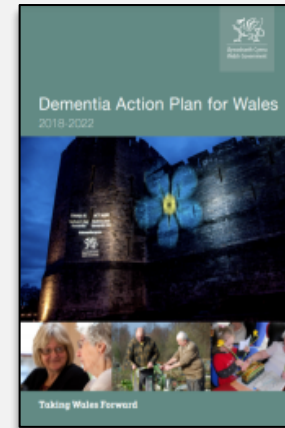 Llywodraeth Cymru
Welsh Government
Dementia Action Plan for Wales
2018-2022
Taking Wales Forward